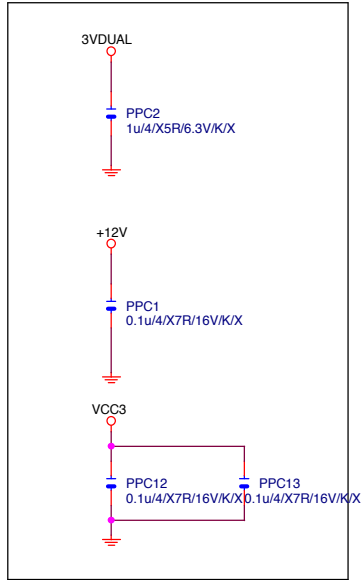 3VDUAL
PPC2
1u/4/X5R/6.3V/K/X
+12V
PPC1
0.1u/4/X7R/16V/K/X
VCC3
PPC12
0.1u/4/X7R/16V/K/X
PPC13
0.1u/4/X7R/16V/K/X